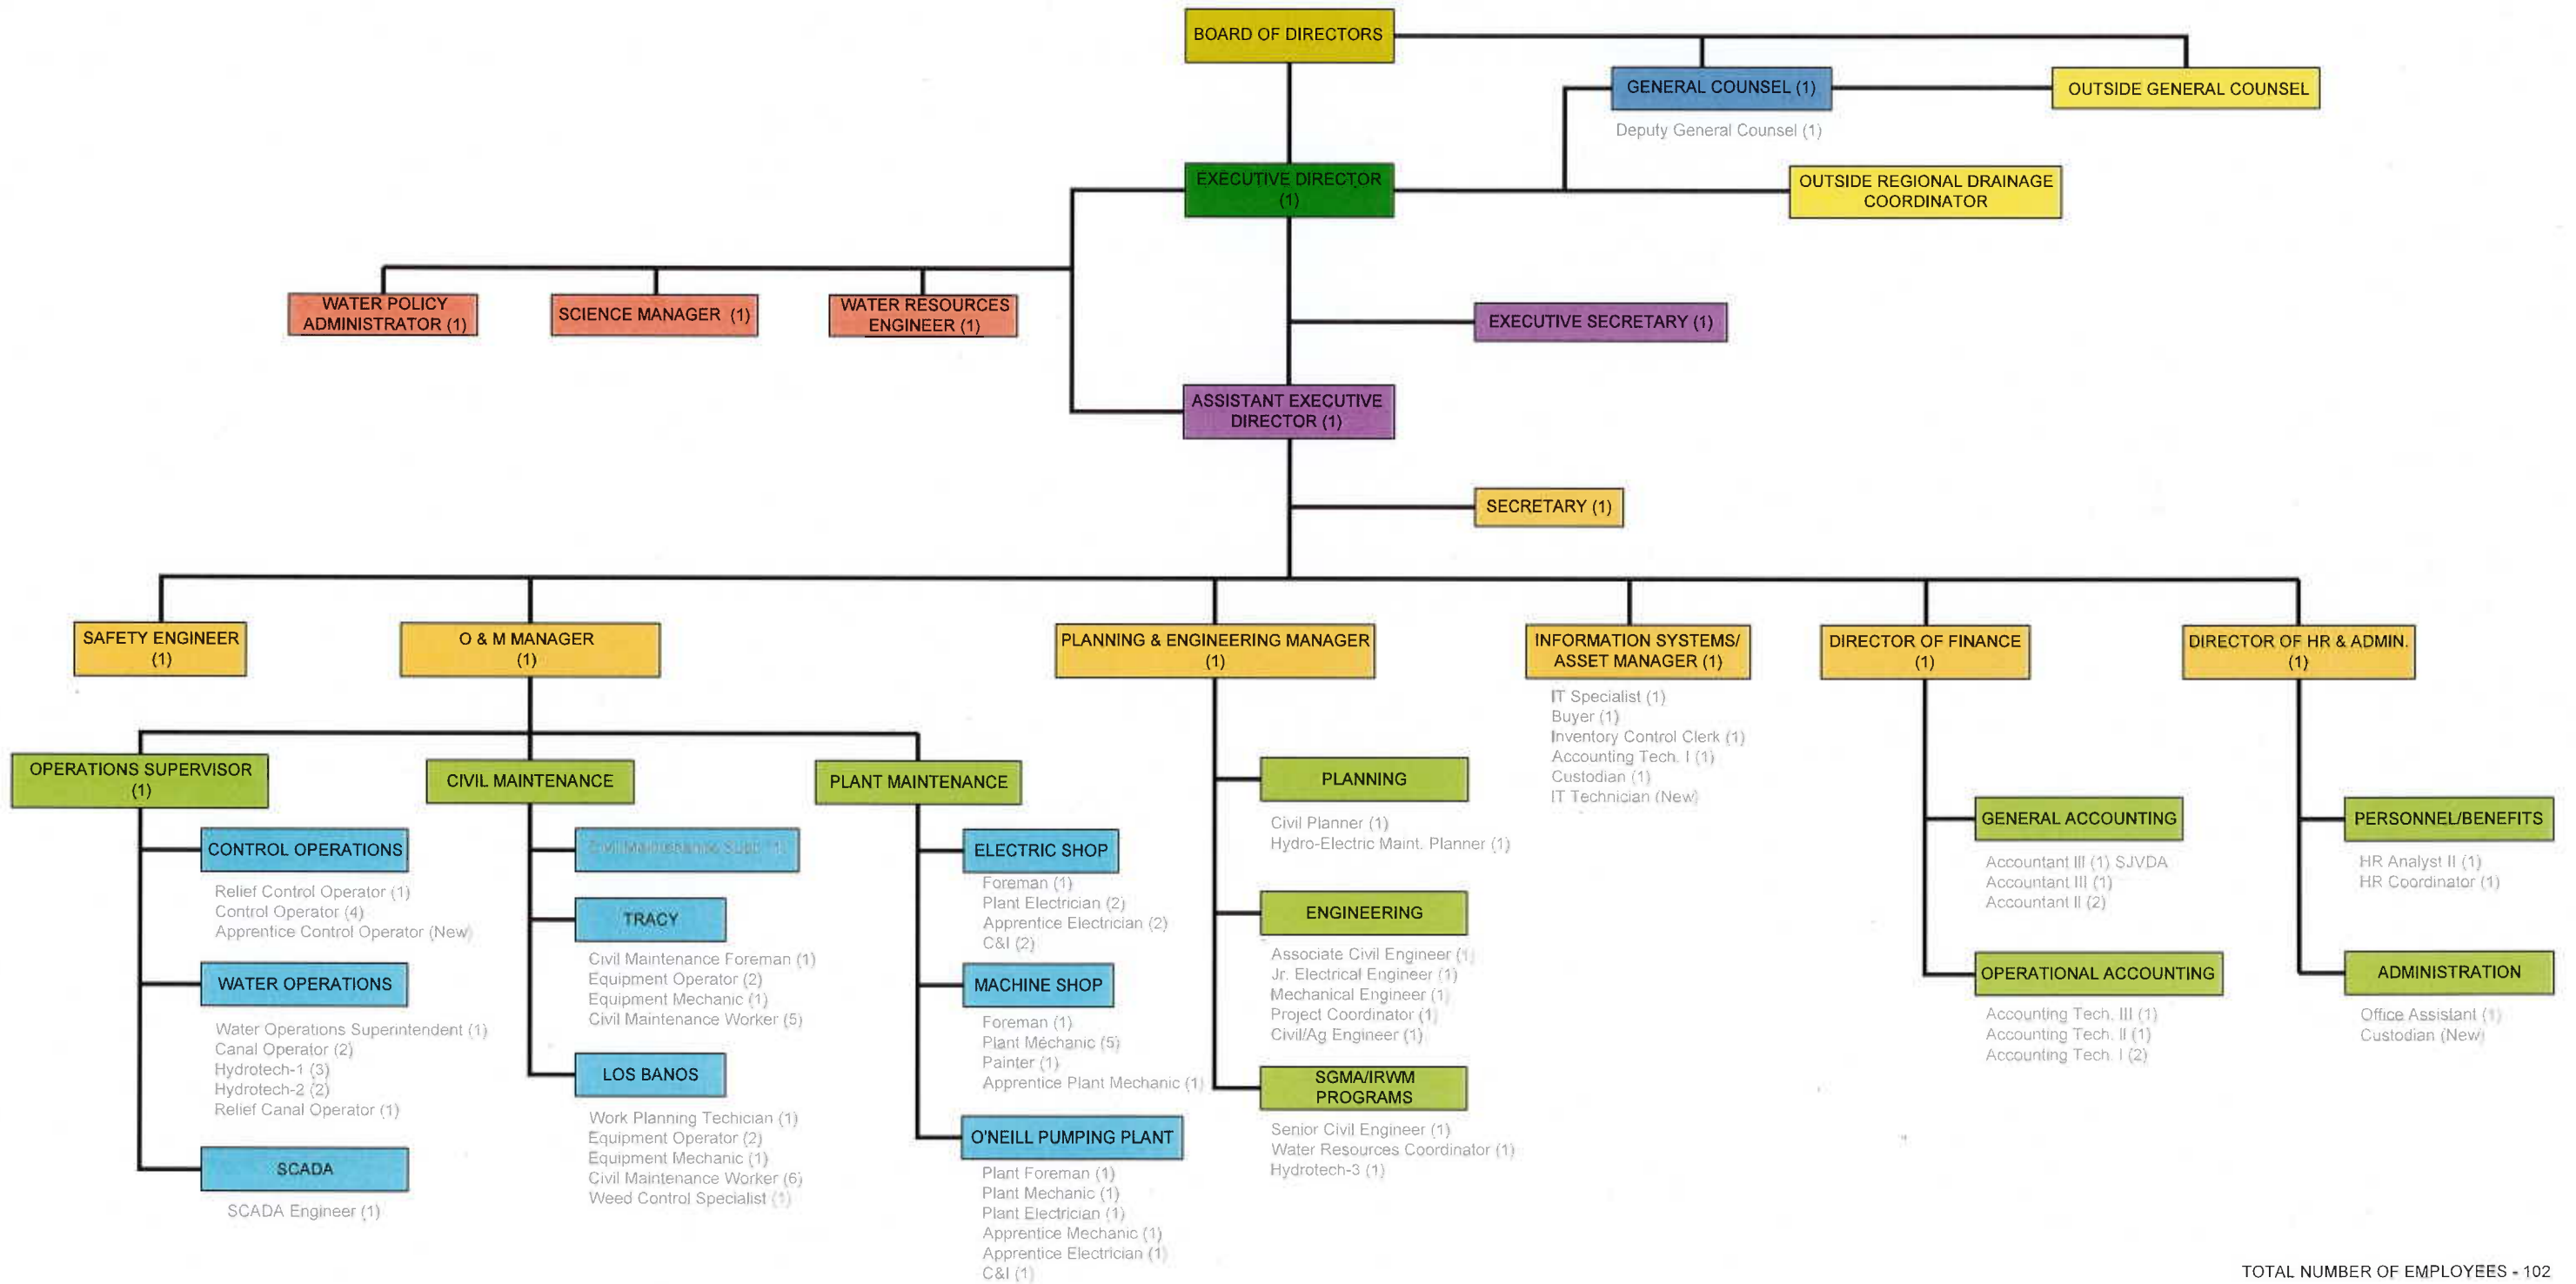 BOARD OF DIRECTORS
GENERAL COUNSEL (1)
OUTSIDE GENERAL COUNSEL
Deputy General Counsel (1)
EXECUTIVE DIRECTOR
(1)
OUTSIDE REGIONAL DRAINAGE
COORDINATOR
WATER POLICY
ADMINISTRATOR (1)
SCIENCE MANAGER (1)
WATER RESOURCES
ENGINEER (1)
EXECUTIVE SECRETARY (1)
ASSISTANT EXECUTIVE
DIRECTOR (1)
SECRETARY (1)
SAFETY ENGINEER
(1)
O & M MANAGER
(1)
PLANNING & ENGINEERING MANAGER
(1)
INFORMATION SYSTEMS/
ASSET MANAGER (1)
DIRECTOR OF FINANCE
(1)
DIRECTOR OF HR & ADMIN.
(1)
IT Specialist (1)
Buyer (1)
Inventory Control Clerk (1)
Accounting Tech. I (1)
Custodian (1)
IT Technician (New)
OPERATIONS SUPERVISOR
(1)
CONTROL OPERATIONS
Relief Control Operator (1)
Control Operator (4)
Apprentice Control Operator (New)
WATER OPERATIONS
Water Operations Superintendent (1)
Canal Operator (2)
Hydrotech-1 (3)
Hydrotech-2 (2)
Relief Canal Operator (1)
SCADA
SCADA Engineer (1)
CIVIL MAINTENANCE
Civil Maintenance Supt. (1)
TRACY
Civil Maintenance Foreman (1)
Equipment Operator (2)
Equipment Mechanic (1)
Civil Maintenance Worker (5)
LOS BANOS
Work Planning Techician (1)
Equipment Operator (2)
Equipment Mechanic (1)
Civil Maintenance Worker (6)
Weed Control Specialist (1)
PLANT MAINTENANCE
ELECTRIC SHOP
Foreman (1)
Plant Electrician (2)
Apprentice Electrician (2)
C&I (2)
MACHINE SHOP
Foreman (1)
Plant Mechanic (5)
Painter (1)
Apprentice Plant Mechanic (1)
O'NEILL PUMPING PLANT
Plant Foreman (1)
Plant Mechanic (1)
Plant Electrician (1)
Apprentice Mechanic (1)
Apprentice Electrician (1)
C&I (1)
PLANNING
Civil Planner (1)
Hydro-Electric Maint. Planner (1)
ENGINEERING
Associate Civil Engineer (1)
Jr. Electrical Engineer (1)
Mechanical Engineer (1)
Project Coordinator (1)
Civil/Ag Engineer (1)
SGMA/IRWM
PROGRAMS
Senior Civil Engineer (1)
Water Resources Coordinator (1)
Hydrotech-3 (1)
GENERAL ACCOUNTING
Accountant III (1) SJVDA
Accountant III (1)
Accountant II (2)
OPERATIONAL ACCOUNTING
Accounting Tech. III (1)
Accounting Tech. II (1)
Accounting Tech. I (2)
PERSONNEL/BENEFITS
HR Analyst II (1)
HR Coordinator (1)
ADMINISTRATION
Office Assistant (1)
Custodian (New)
TOTAL NUMBER OF EMPLOYEES - 102